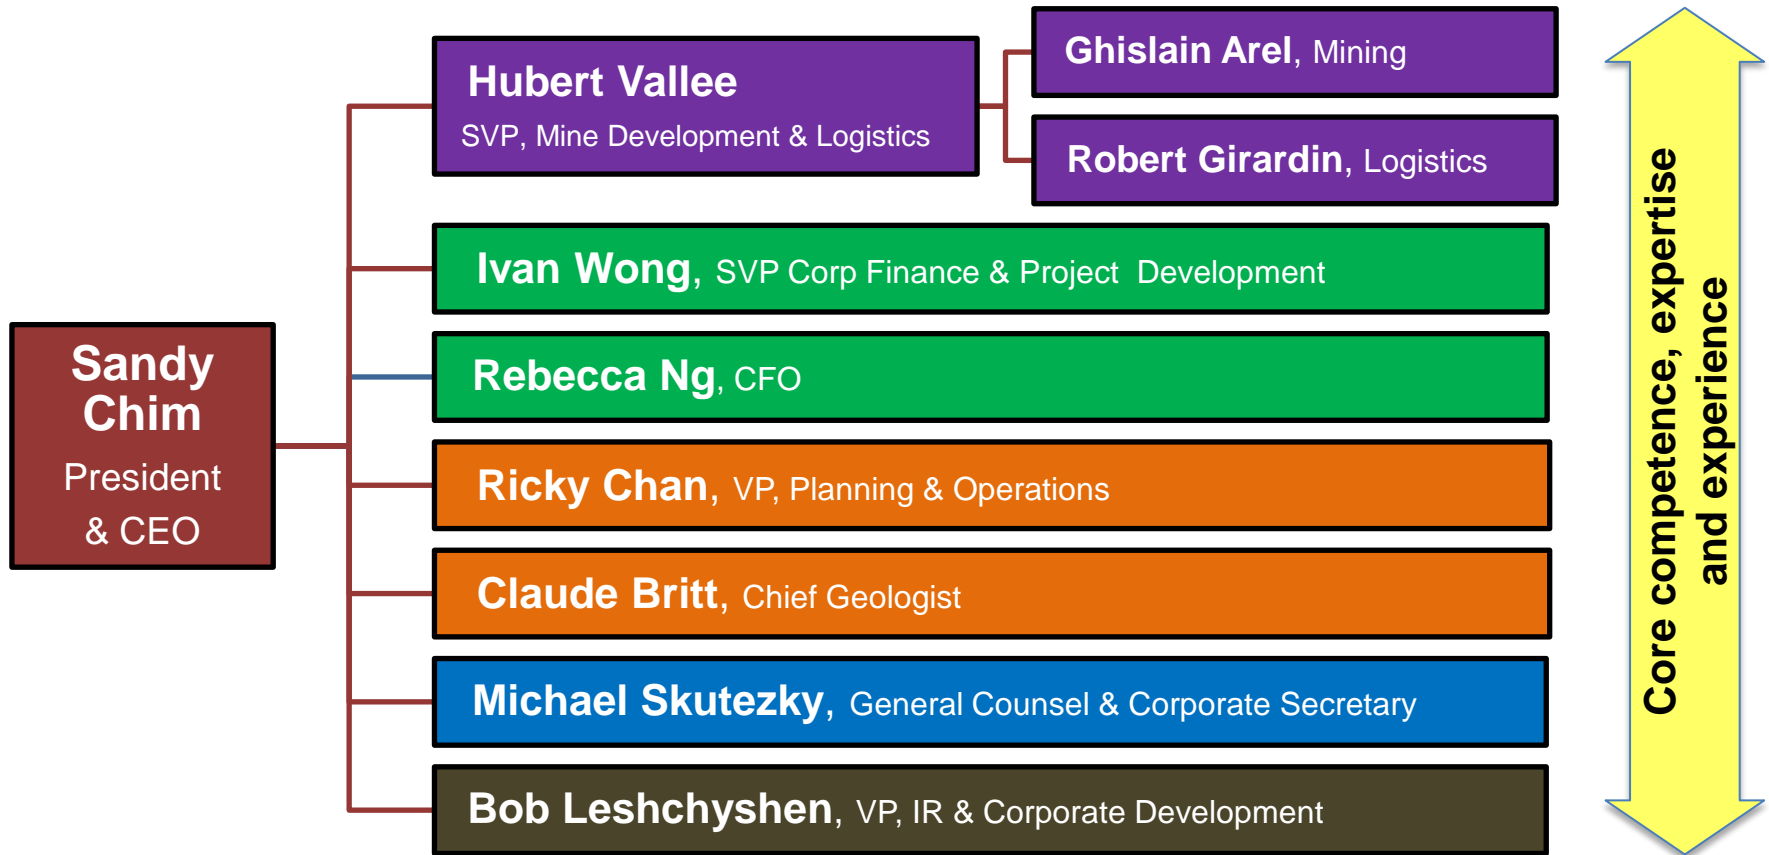 Hubert Vallee
SVP, Mine Development & Logistics
Ghislain Arel, Mining
Robert Girardin, Logistics
Ivan Wong, SVP Corp Finance & Project Development
Sandy
Chim
President
& CEO
Rebecca Ng, CFO
Ricky Chan, VP, Planning & Operations
Claude Britt, Chief Geologist
Michael Skutezky, General Counsel & Corporate Secretary
Bob Leshchyshen, VP, IR & Corporate Development
Core competence, expertise
and experience